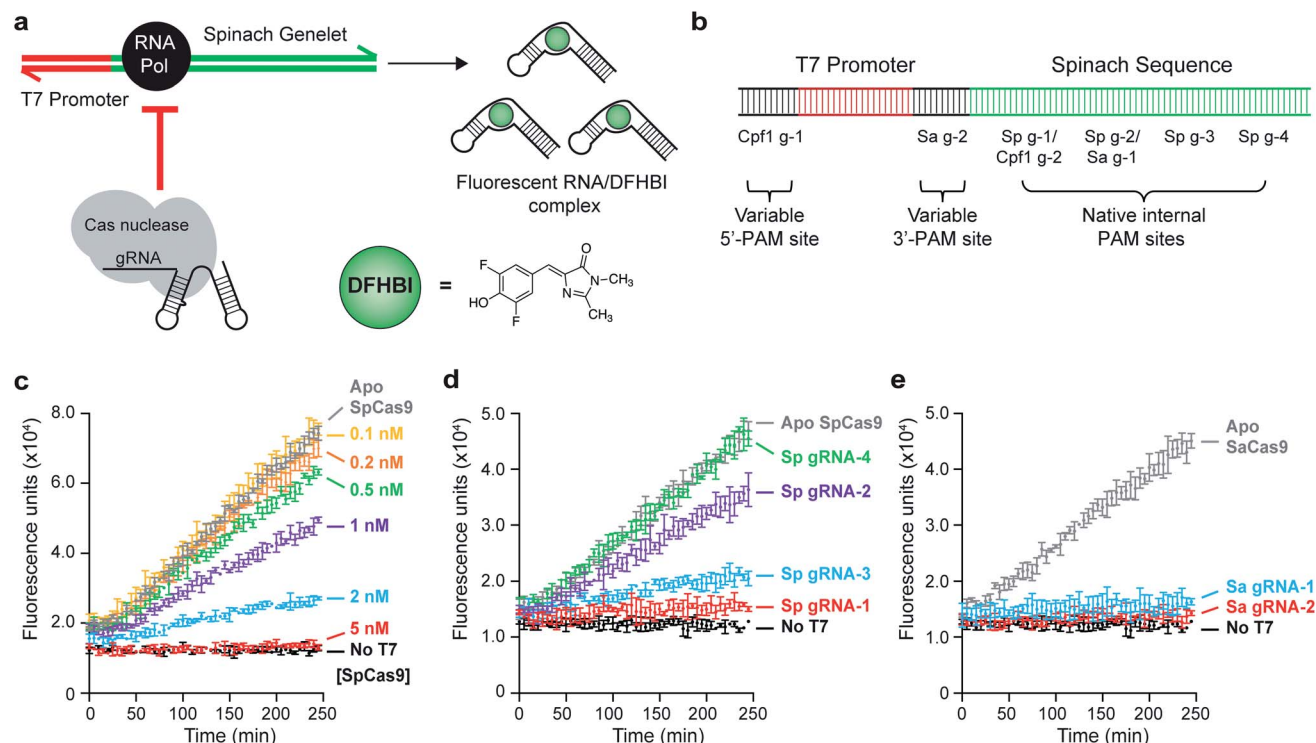 a
RNA
Pol
Spinach Genelet
T7 Promoter
Cas nuclease
gRNA
Fluorescent RNA/DFHBI
complex
DFHBI
=
F
HO
F
O
N
N
CH₃
CH₃
b
T7 Promoter
Spinach Sequence
Cpf1 g-1
Sa g-2
Sp g-1/
Cpf1 g-2
Sp g-2/
Sa g-1
Sp g-3
Sp g-4
Variable
5'-PAM site
Variable
3'-PAM site
Native internal
PAM sites
c
Fluorescence units (x10⁴)
8.0
6.0
4.0
2.0
0
0
50
100
150
200
250
Time (min)
Apo
SpCas9
0.1 nM
0.2 nM
0.5 nM
1 nM
2 nM
5 nM
No T7
[SpCas9]
d
Fluorescence units (x10⁴)
5.0
4.0
3.0
2.0
1.0
0
0
50
100
150
200
250
Time (min)
Apo SpCas9
Sp gRNA-4
Sp gRNA-2
Sp gRNA-3
Sp gRNA-1
No T7
e
Fluorescence units (x10⁴)
5.0
4.0
3.0
2.0
1.0
0
0
50
100
150
200
250
Time (min)
Apo
SaCas9
Sa gRNA-1
Sa gRNA-2
No T7